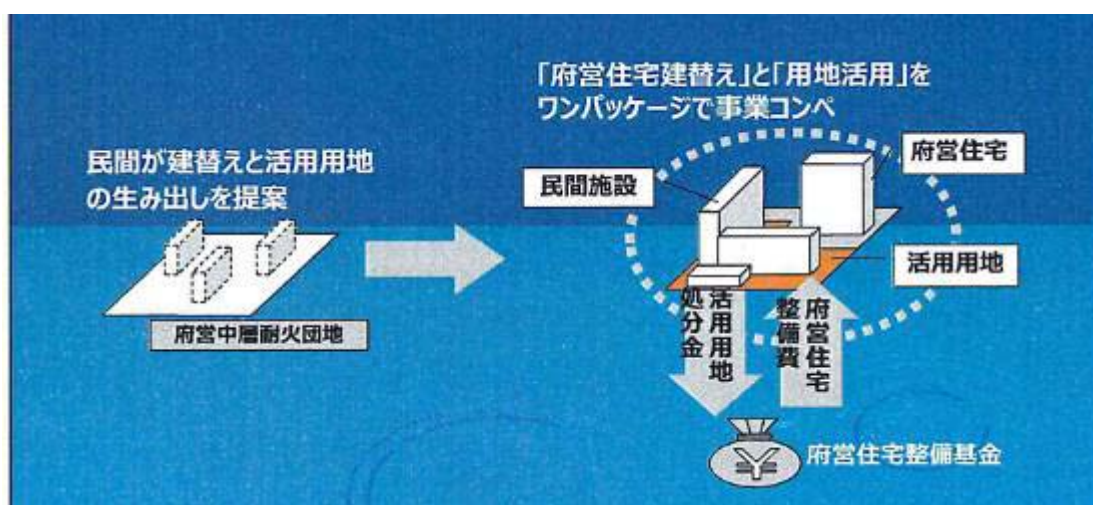 「府営住宅建替え」と「用地活用」を
ワンパッケージで事業コンペ
民間が建替えと活用用地
の生み出しを提案
府営中層耐火団地
民間施設
府営住宅
活用用地
活用用地
処分金
府営住宅
整備費
府営住宅整備基金